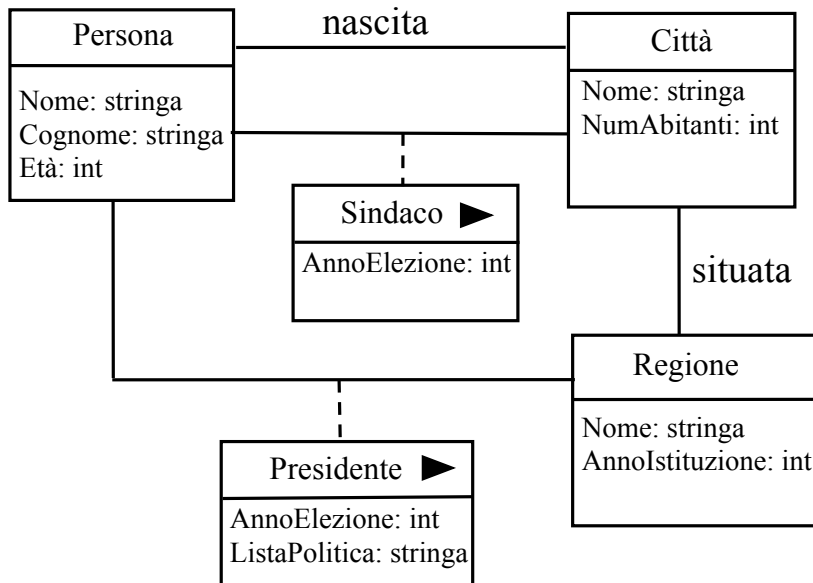 Persona
Nome: stringa
Cognome: stringa
Età: int
nascita
Città
Nome: stringa
NumAbitanti: int
Sindaco
AnnoElezione: int
situata
Regione
Nome: stringa
AnnoIstituzione: int
Presidente
AnnoElezione: int
ListaPolitica: stringa